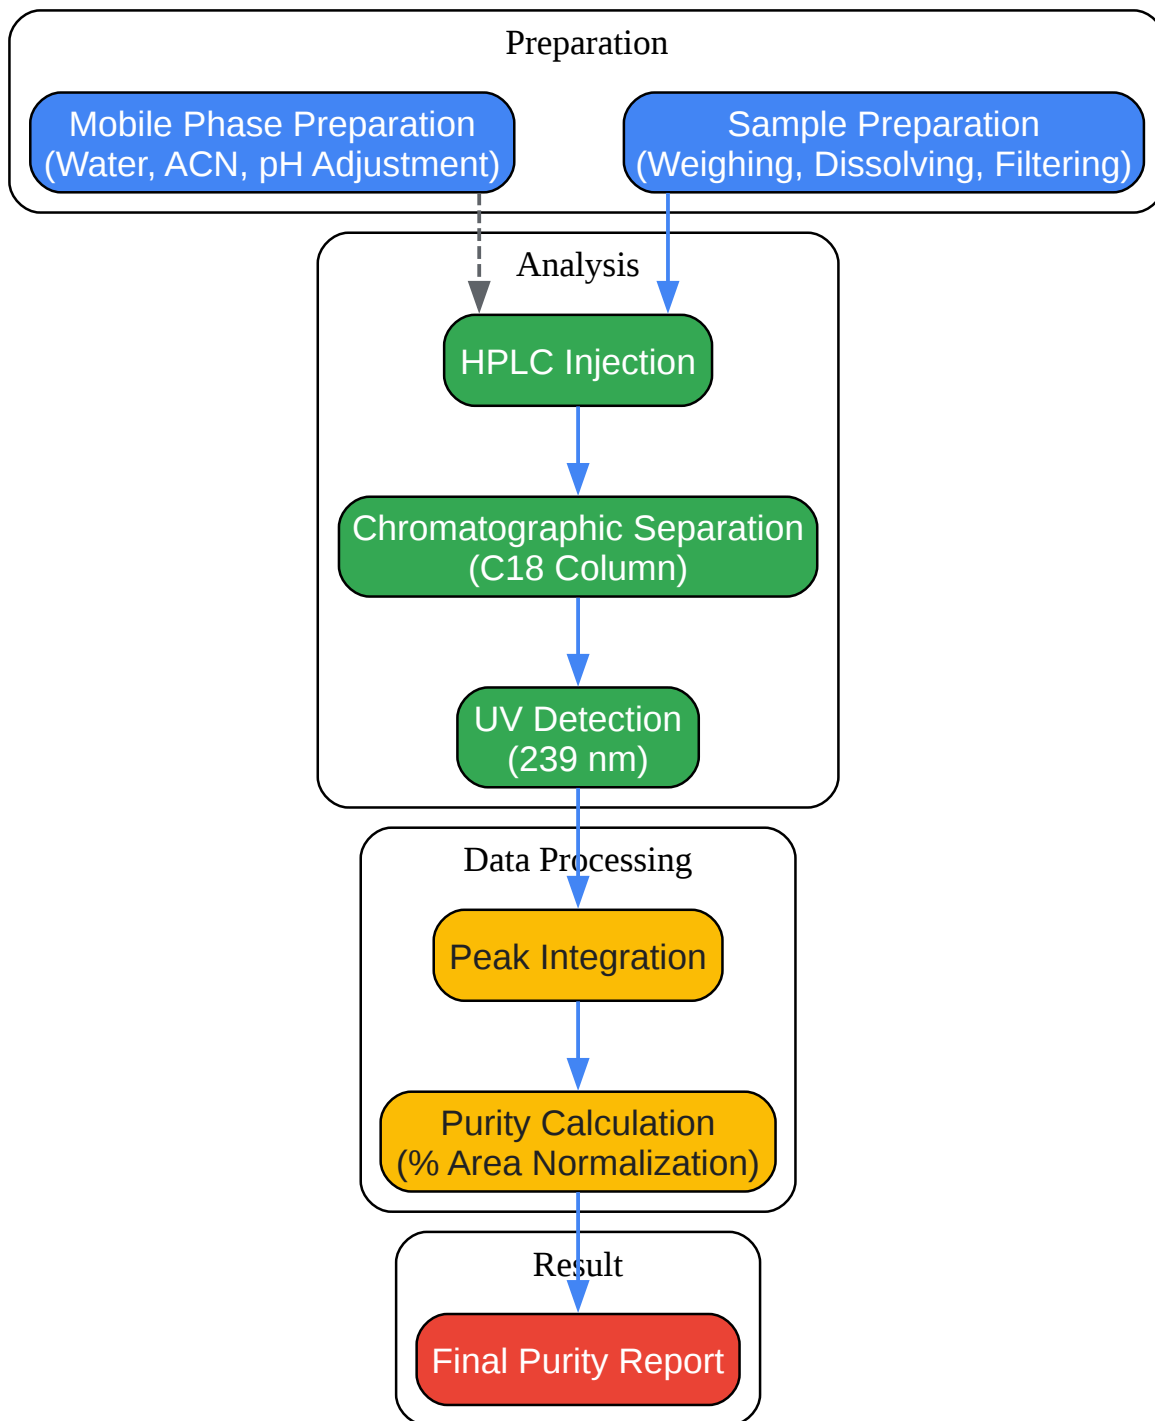 Preparation
Mobile Phase Preparation
(Water, ACN, pH Adjustment)
Sample Preparation
(Weighing, Dissolving, Filtering)
Analysis
HPLC Injection
Chromatographic Separation
(C18 Column)
UV Detection
(239 nm)
Data Processing
Peak Integration
Purity Calculation
(% Area Normalization)
Result
Final Purity Report